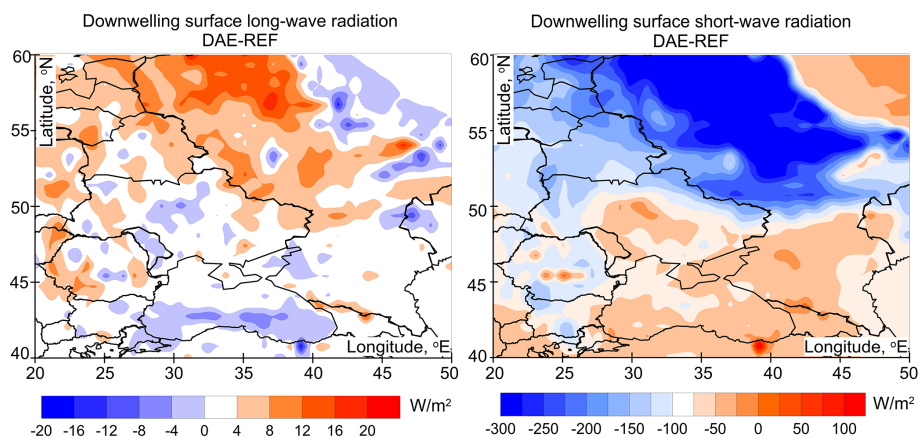 Downwelling surface long-wave radiation
DAE-REF
Latitude, °N
60
55
50
45
40
20 25 30 35 40 45 50
Longitude, °E
-20 -16 -12 -8 -4 0 4 8 12 16 20
W/m²
Downwelling surface short-wave radiation
DAE-REF
Latitude, °N
60
55
50
45
40
20 25 30 35 40 45 50
Longitude, °E
-300 -250 -200 -150 -100 -50 0 50 100
W/m²